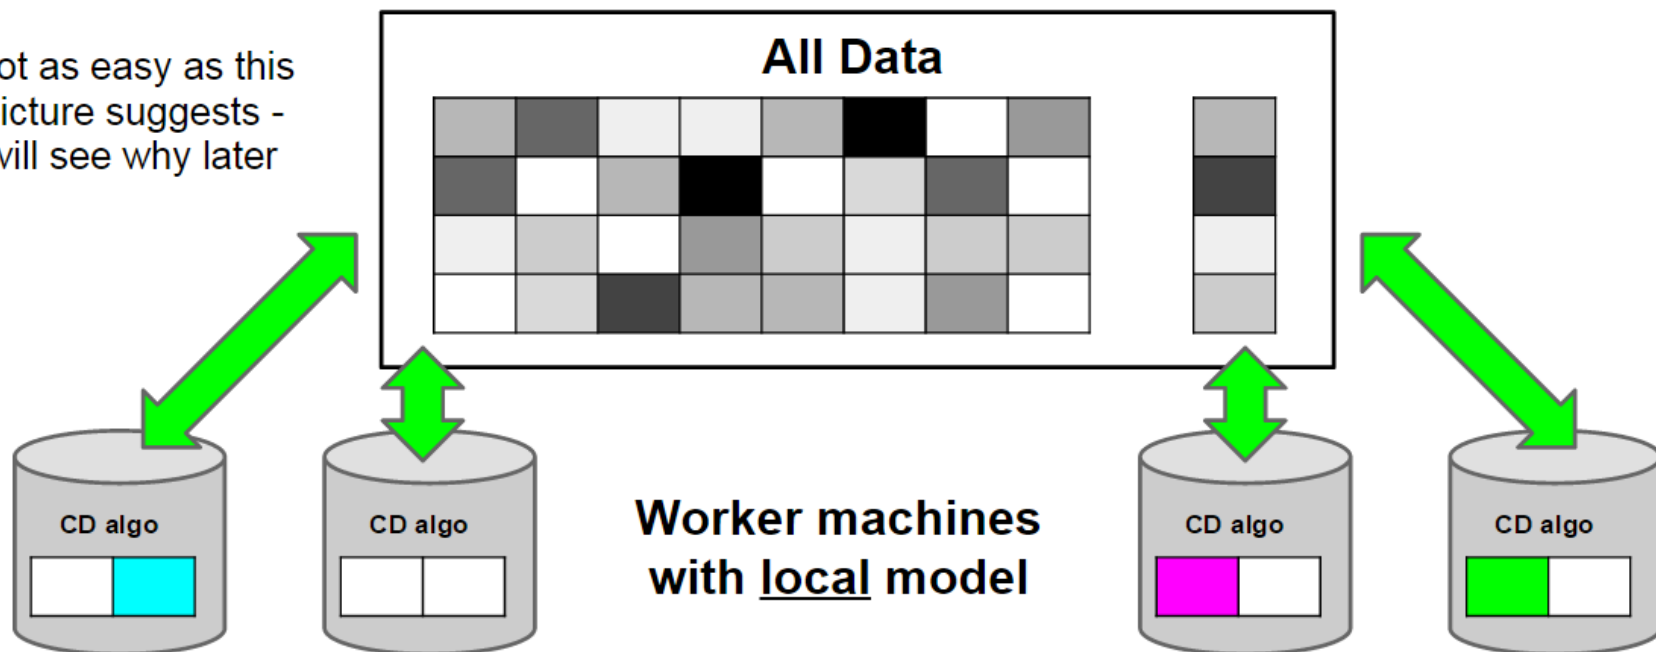 ot as easy as this
icture suggests -
will see why later
All Data
CD algo
CD algo
Worker machines
with local model
CD algo
CD algo